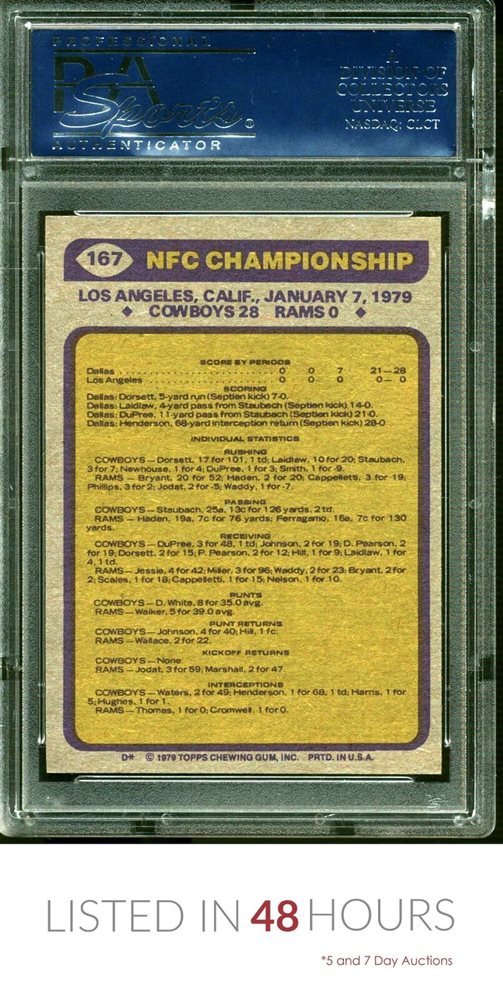 PROFESSIONAL
PSA
Sports
AUTHENTICATOR
DIVISION OF
COLLECTORS
UNIVERSE
NASDAQ: CLCT
167 NFC CHAMPIONSHIP
LOS ANGELES, CALIF., JANUARY 7, 1979
◆ COWBOYS 28 RAMS 0 ◆
SCORE BY PERIODS
Dallas . . . . . . . . . . . . . . . . . . . . . 0 0 7 21—28
Los Angeles . . . . . . . . . . . . . . . . . 0 0 0 0— 0
SCORING
Dallas: Dorsett, 5-yard run (Septien kick) 7-0.
Dallas: Laidlaw, 4-yard pass from Staubach (Septien kick) 14-0.
Dallas: DuPree, 11-yard pass from Staubach (Septien kick) 21-0.
Dallas: Henderson, 68-yard interception return (Septien kick) 28-0
INDIVIDUAL STATISTICS
RUSHING
COWBOYS — Dorsett, 17 for 101, 1 td; Laidlaw, 10 for 20; Staubach,
3 for 7; Newhouse, 1 for 4; DuPree, 1 for 3; Smith, 1 for -9.
RAMS — Bryant, 20 for 52; Haden, 2 for 20; Cappelletti, 3 for 19;
Phillips, 3 for 2; Jodat, 2 for -5; Waddy, 1 for -7.
PASSING
COWBOYS — Staubach, 25a, 13c for 126 yards, 2 td.
RAMS — Haden, 19a, 7c for 76 yards; Ferragamo, 16a, 7c for 130
yards.
RECEIVING
COWBOYS — DuPree, 3 for 48, 1 td; Johnson, 2 for 19; D. Pearson, 2
for 19; Dorsett, 2 for 15; P. Pearson, 2 for 12; Hill, 1 for 9; Laidlaw, 1 for
4, 1 td.
RAMS — Jessie, 4 for 42; Miller, 3 for 96; Waddy, 2 for 23; Bryant, 2 for
2; Scales, 1 for 18; Cappelletti, 1 for 15; Nelson, 1 for 10.
PUNTS
COWBOYS — D. White, 8 for 35.0 avg.
RAMS — Walker, 5 for 39.0 avg.
PUNT RETURNS
COWBOYS — Johnson, 4 for 40; Hill, 1 fc.
RAMS — Wallace, 2 for 22.
KICKOFF RETURNS
COWBOYS — None
RAMS — Jodat, 3 for 59; Marshall, 2 for 47.
INTERCEPTIONS
COWBOYS — Waters, 2 for 49; Henderson, 1 for 68, 1 td; Harris, 1 for
5; Hughes, 1 for 1.
RAMS — Thomas, 1 for 0; Cromwell, 1 for 0.
D* © 1979 TOPPS CHEWING GUM, INC. PRTD. IN U.S.A.
LISTED IN 48 HOURS
*5 and 7 Day Auctions